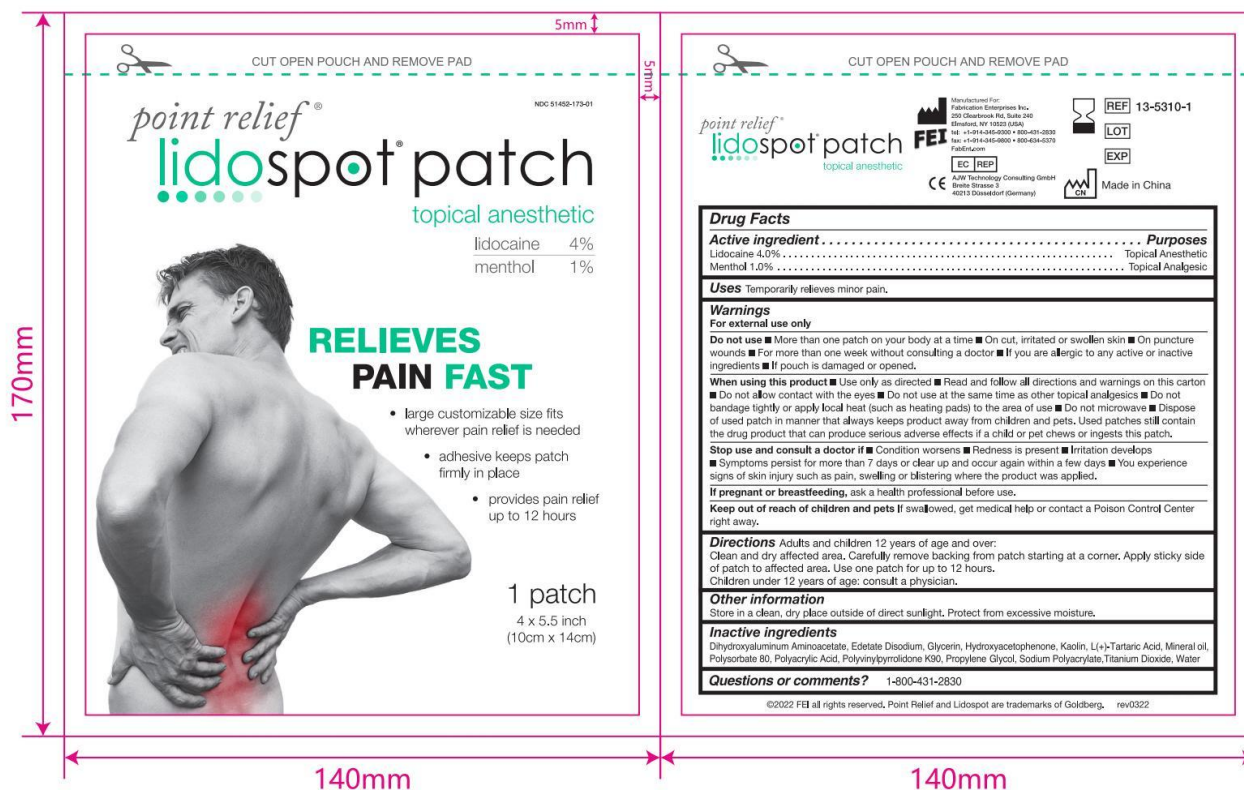 5mm
5mm
CUT OPEN POUCH AND REMOVE PAD
NDC 51452-173-01
point relief®
lidospot® patch
topical anesthetic
lidocaine 4%
menthol 1%
RELIEVES
PAIN FAST
• large customizable size fits
wherever pain relief is needed
• adhesive keeps patch
firmly in place
• provides pain relief
up to 12 hours
1 patch
4 x 5.5 inch
(10cm x 14cm)
170mm
140mm
CUT OPEN POUCH AND REMOVE PAD
point relief®
lidospot® patch
topical anesthetic
FEI
Manufactured For:
Fabrication Enterprises Inc.
250 Clearbrook Rd, Suite 240
Elmsford, NY 10523 (USA)
tel: +1-914-345-9300 • 800-431-2830
fax: +1-914-345-9800 • 800-634-5370
FabEnt.com
EC REP
CE
AJW Technology Consulting GmbH
Breite Strasse 3
40213 Düsseldorf (Germany)
REF 13-5310-1
LOT
EXP
CN Made in China
Drug Facts
Active ingredient . . . . . . . . . . Purposes
Lidocaine 4.0% . . . . . . . . . . Topical Anesthetic
Menthol 1.0% . . . . . . . . . . Topical Analgesic
Uses Temporarily relieves minor pain.
Warnings
For external use only
Do not use ■ More than one patch on your body at a time ■ On cut, irritated or swollen skin ■ On puncture
wounds ■ For more than one week without consulting a doctor ■ If you are allergic to any active or inactive
ingredients ■ If pouch is damaged or opened.
When using this product ■ Use only as directed ■ Read and follow all directions and warnings on this carton
■ Do not allow contact with the eyes ■ Do not use at the same time as other topical analgesics ■ Do not
bandage tightly or apply local heat (such as heating pads) to the area of use ■ Do not microwave ■ Dispose
of used patch in manner that always keeps product away from children and pets. Used patches still contain
the drug product that can produce serious adverse effects if a child or pet chews or ingests this patch.
Stop use and consult a doctor if ■ Condition worsens ■ Redness is present ■ Irritation develops
■ Symptoms persist for more than 7 days or clear up and occur again within a few days ■ You experience
signs of skin injury such as pain, swelling or blistering where the product was applied.
If pregnant or breastfeeding, ask a health professional before use.
Keep out of reach of children and pets If swallowed, get medical help or contact a Poison Control Center
right away.
Directions Adults and children 12 years of age and over:
Clean and dry affected area. Carefully remove backing from patch starting at a corner. Apply sticky side
of patch to affected area. Use one patch for up to 12 hours.
Children under 12 years of age: consult a physician.
Other information
Store in a clean, dry place outside of direct sunlight. Protect from excessive moisture.
Inactive ingredients
Dihydroxyaluminum Aminoacetate, Edetate Disodium, Glycerin, Hydroxyacetophenone, Kaolin, L(+)-Tartaric Acid, Mineral oil,
Polysorbate 80, Polyacrylic Acid, Polyvinylpyrrolidone K90, Propylene Glycol, Sodium Polyacrylate,Titanium Dioxide, Water
Questions or comments? 1-800-431-2830
©2022 FEI all rights reserved. Point Relief and Lidospot are trademarks of Goldberg. rev0322
140mm